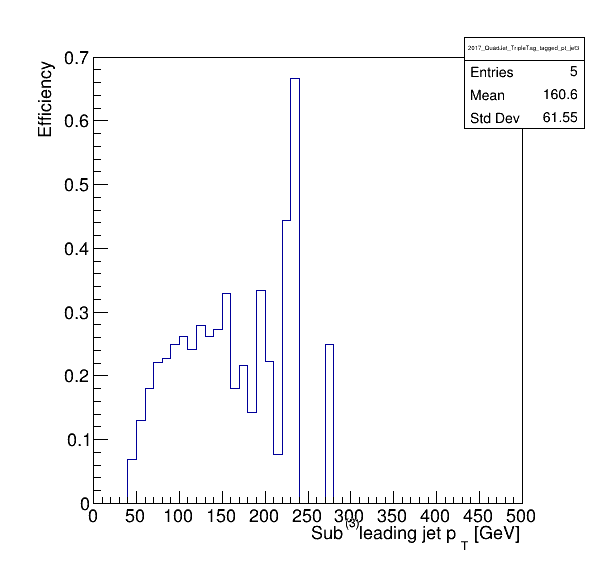 2017_QuadJet_TripleTag_tagged_pt_jet3
Entries 5
Mean 160.6
Std Dev 61.55
Efficiency
0.7
0.6
0.5
0.4
0.3
0.2
0.1
0
0 50 100 150 200 250 300 350 400 450 500
Sub(3)leading jet pT [GeV]